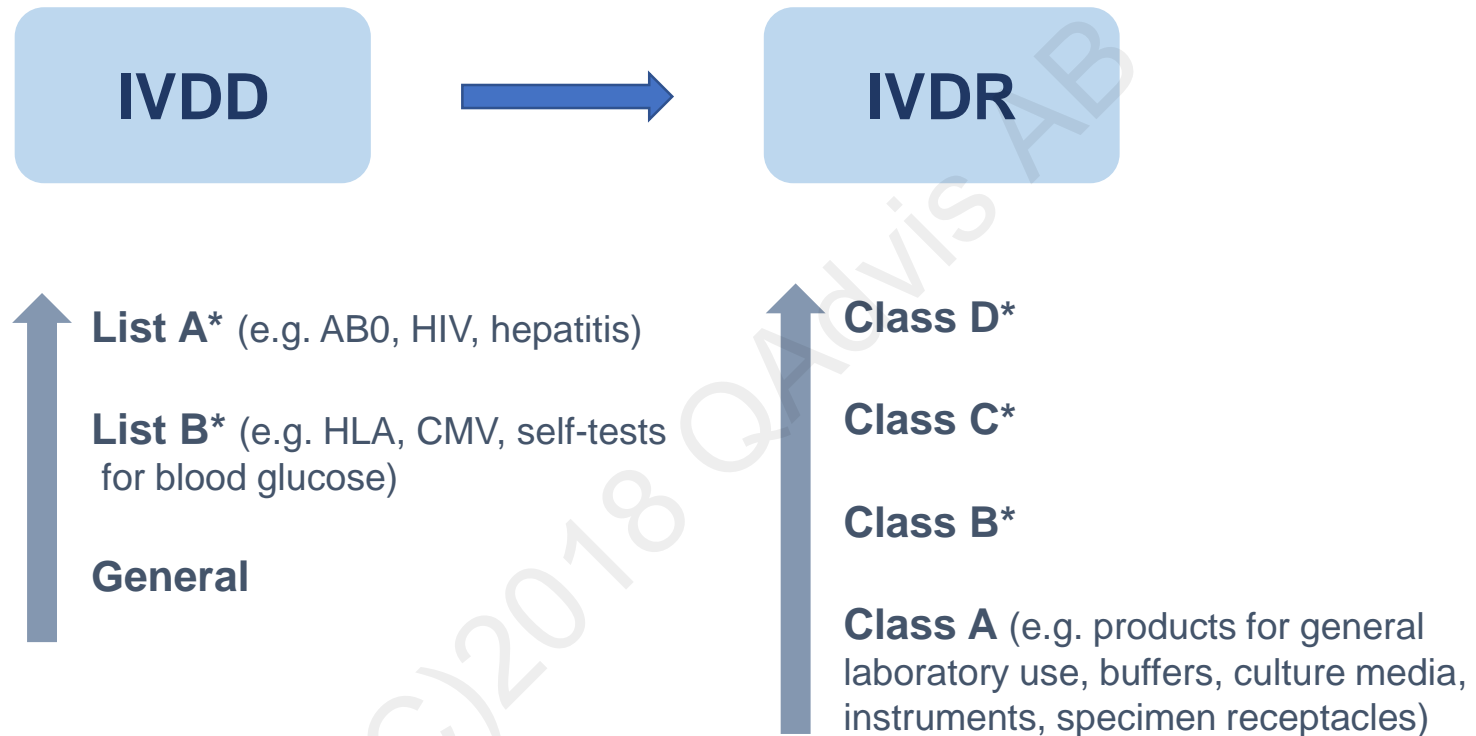 IVDD
IVDR
List A* (e.g. AB0, HIV, hepatitis)
List B* (e.g. HLA, CMV, self-tests
for blood glucose)
General
Class D*
Class C*
Class B*
Class A (e.g. products for general
laboratory use, buffers, culture media,
instruments, specimen receptacles)
C)2018 QAdvis AB